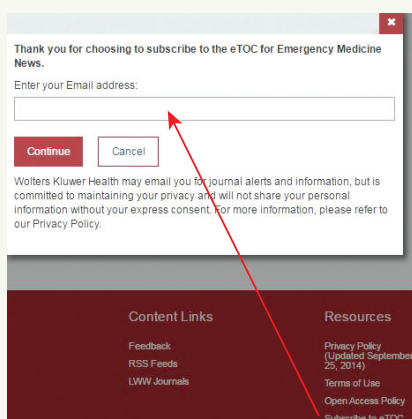 Thank you for choosing to subscribe to the eTOC for Emergency Medicine
News.
Enter your Email address:
Continue
Cancel
Wolters Kluwer Health may email you for journal alerts and information, but is
committed to maintaining your privacy and will not share your personal
information without your express consent. For more information, please refer to
our Privacy Policy.
Content Links
Feedback
RSS Feeds
LWW Journals
Resources
Privacy Policy
(Updated September
25, 2014)
Terms of Use
Open Access Policy
Subscribe to eTOC